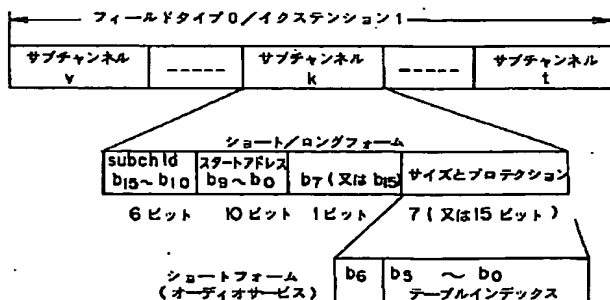 フィールドタイプ0／イクステンション1
サブチャンネル v ----- サブチャンネル k ----- サブチャンネル t
ショート／ロングフォーム
subchId b15～b10 スタートアドレス b9～b0 b7(又はb15) サイズとプロテクション
6ビット 10ビット 1ビット 7(又は15ビット)
ショートフォーム b6 b5 ～ b0
(オーディオサービス) テーブルインデックス